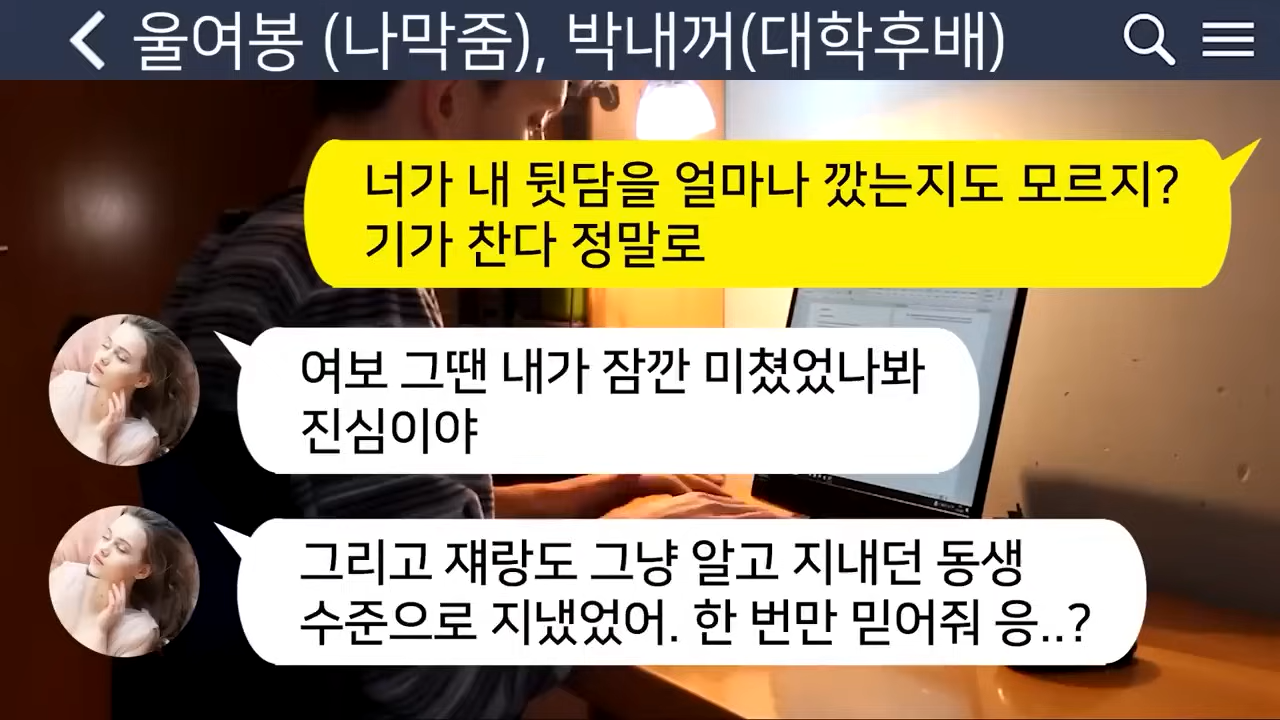 울여봉 (나막줌), 박내꺼(대학후배)
너가 내 뒷담을 얼마나 깠는지도 모르지?
기가 찬다 정말로
여보 그땐 내가 잠깐 미쳤었나봐
진심이야
그리고 쟤랑도 그냥 알고 지내던 동생
수준으로 지냈었어. 한 번만 믿어줘 응..?